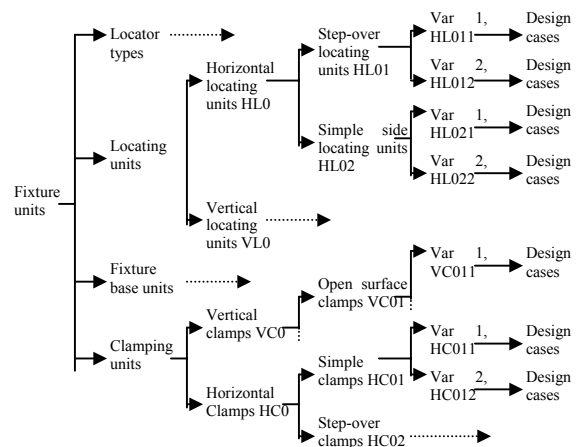 Fixture
units
Locator
types
Locating
units
Fixture
base units
Clamping
units
Horizontal
locating
units HL0
Vertical
locating
units VL0
Vertical
clamps VC0
Horizontal
Clamps HC0
Step-over
locating
units HL01
Simple side
locating units
HL02
Open surface
clamps VC01
Simple
clamps HC01
Step-over
clamps HC02
Var 1,
HL011
Var 2,
HL012
Var 1,
HL021
Var 2,
HL022
Var 1,
VC011
Var 1,
HC011
Var 2,
HC012
Design
cases
Design
cases
Design
cases
Design
cases
Design
cases
Design
cases
Design
cases